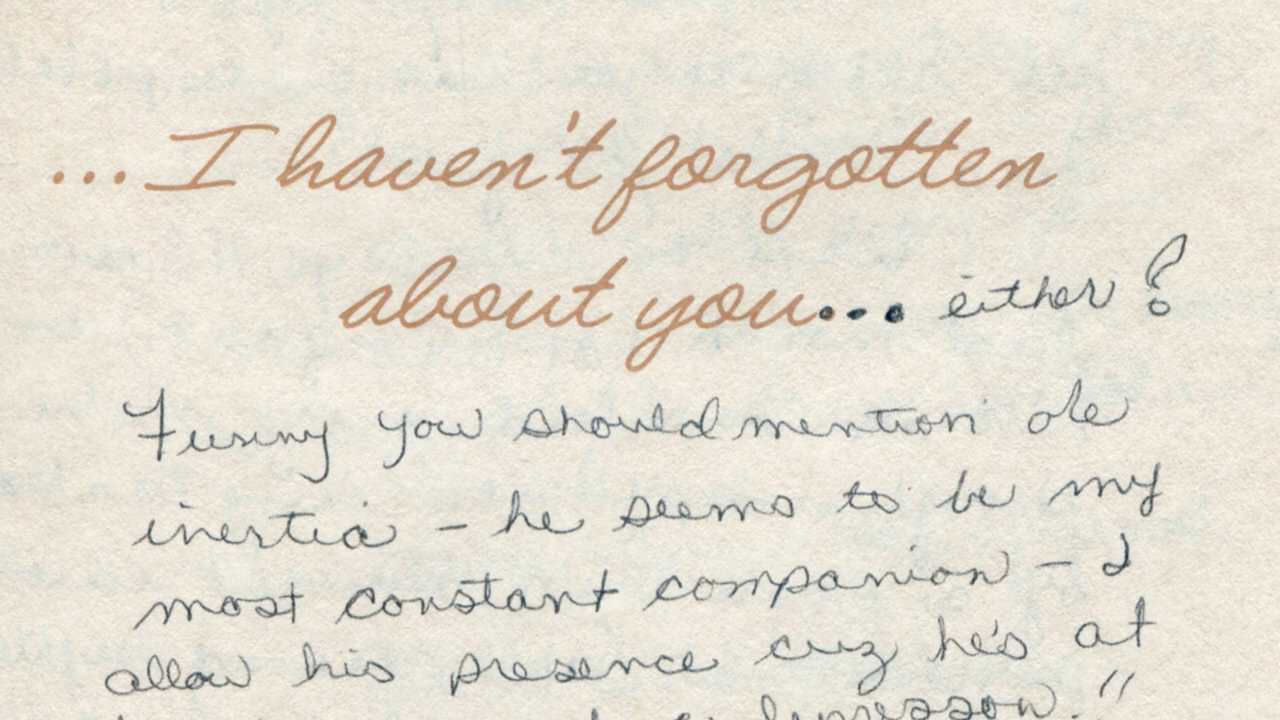 ...I haven't forgotten
about you... either?
Funny you should mention ole
inertia – he seems to be my
most constant companion – I
allow his presence cuz he's at